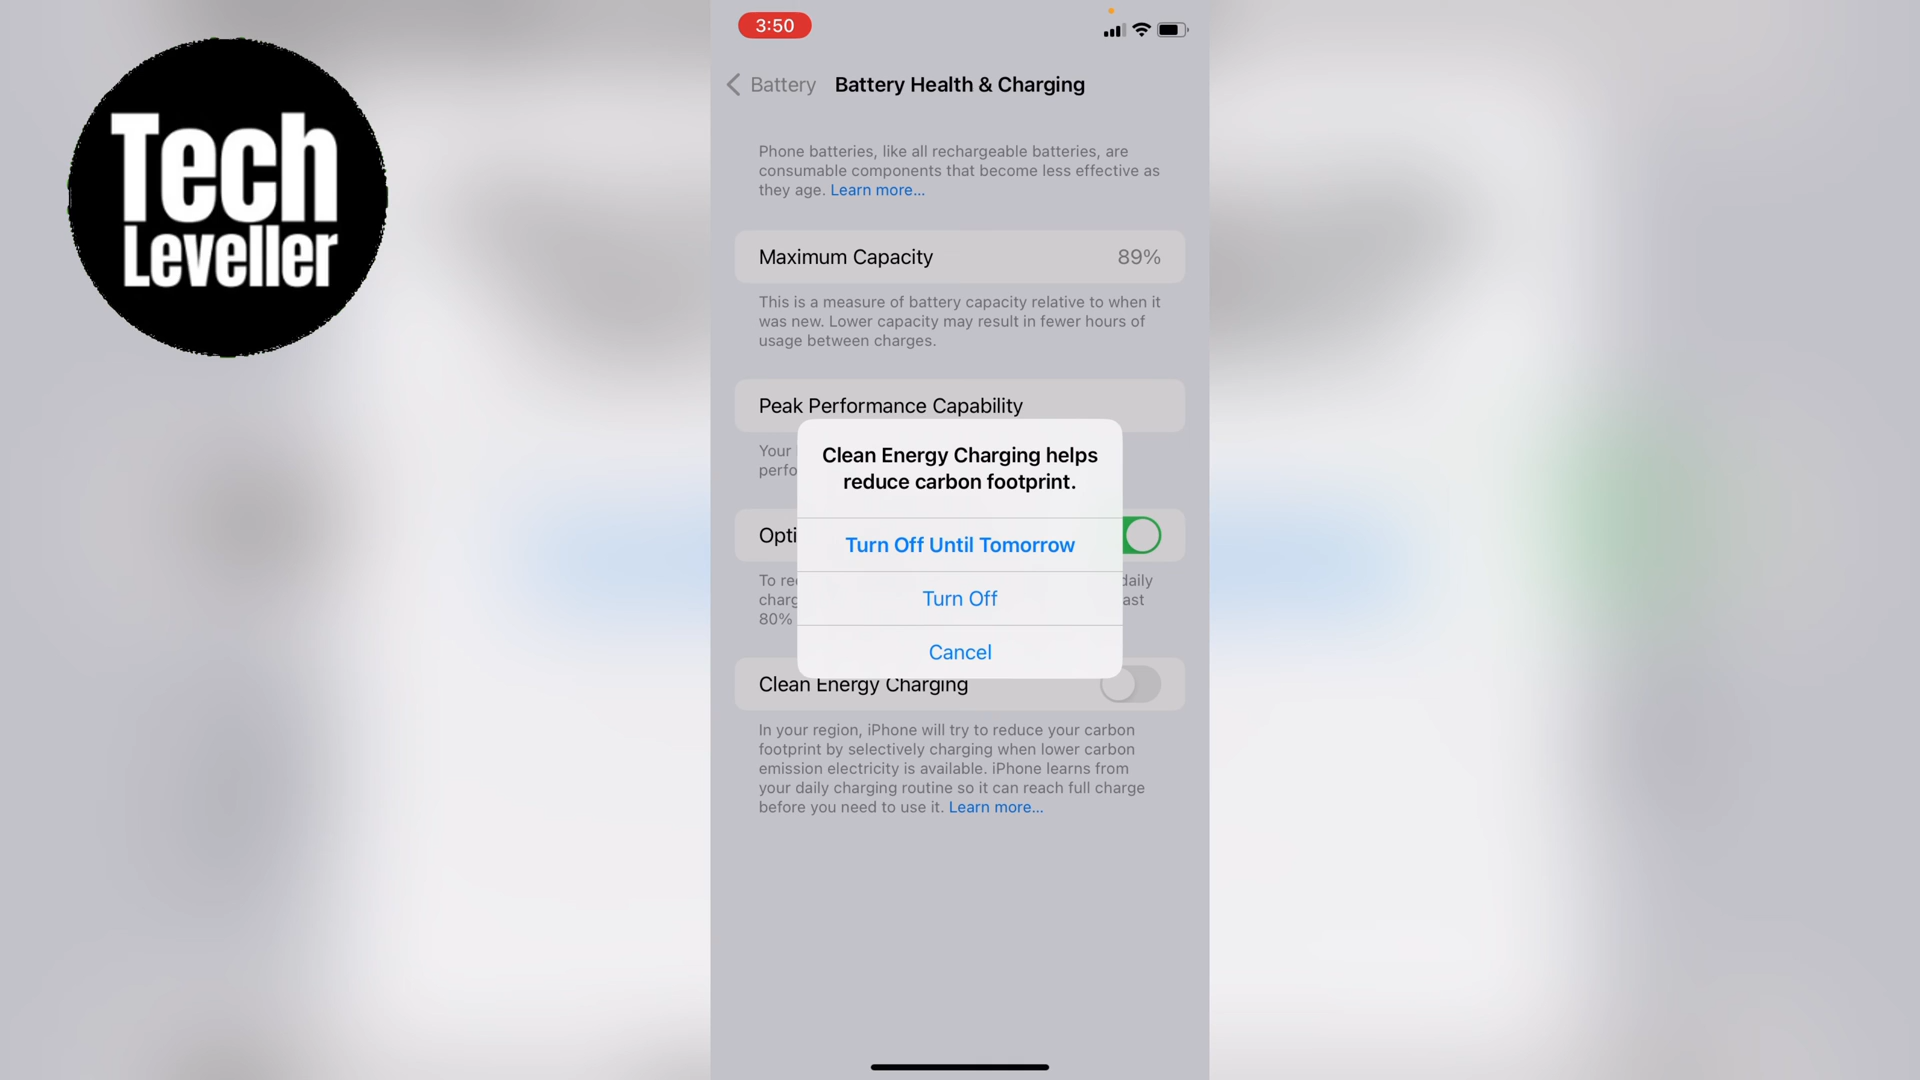 Tech
Leveller
3:50
Battery
Battery Health & Charging
Phone batteries, like all rechargeable batteries, are
consumable components that become less effective as
they age. Learn more...
Maximum Capacity 89%
This is a measure of battery capacity relative to when it
was new. Lower capacity may result in fewer hours of
usage between charges.
Peak Performance Capability
Your
Clean Energy Charging helps
reduce carbon footprint.
Turn Off Until Tomorrow
Turn Off
Cancel
daily
80%
Clean Energy Charging
In your region, iPhone will try to reduce your carbon
footprint by selectively charging when lower carbon
emission electricity is available. iPhone learns from
your daily charging routine so it can reach full charge
before you need to use it. Learn more...